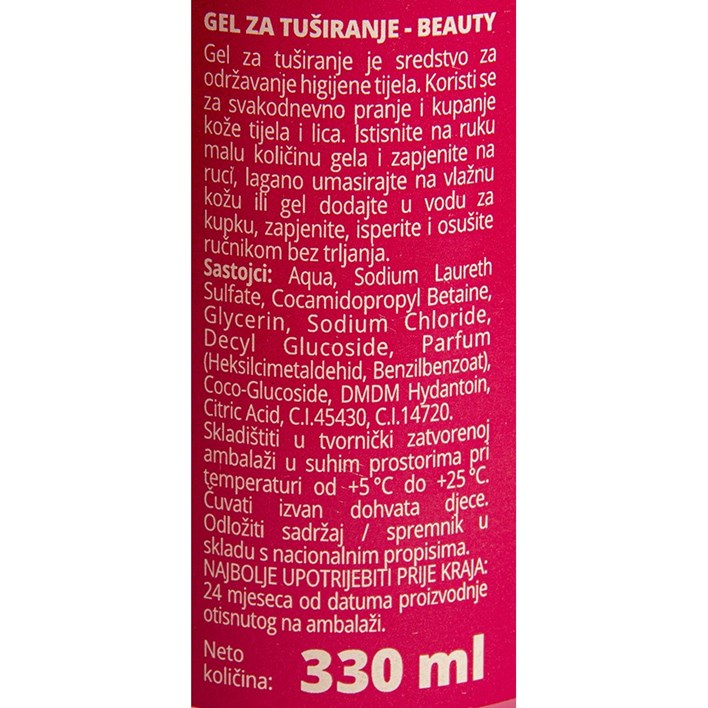 GEL ZA TUŠIRANJE - BEAUTY
Gel za tuširanje je sredstvo za
održavanje higijene tijela. Koristi se
za svakodnevno pranje i kupanje
kože tijela i lica. Istisnite na ruku
malu količinu gela i zapjenite na
ruci, lagano umasirajte na vlažnu
kožu ili gel dodajte u vodu za
kupku, zapjenite, isperite i osušite
ručnikom bez trljanja.
Sastojci: Aqua, Sodium Laureth
Sulfate, Cocamidopropyl Betaine,
Glycerin, Sodium Chloride,
Decyl Glucoside, Parfum
(Heksilcimetaldehid, Benzilbenzoat),
Coco-Glucoside, DMDM Hydantoin,
Citric Acid, C.I.45430, C.I.14720.
Skladištiti u tvornički zatvorenoj
ambalaži u suhim prostorima pri
temperaturi od +5 °C do +25 °C.
Čuvati izvan dohvata djece.
Odložiti sadržaj / spremnik u
skladu s nacionalnim propisima.
NAJBOLJE UPOTRIJEBITI PRIJE KRAJA:
24 mjeseca od datuma proizvodnje
otisnutog na ambalaži.
Neto
količina: 330 ml